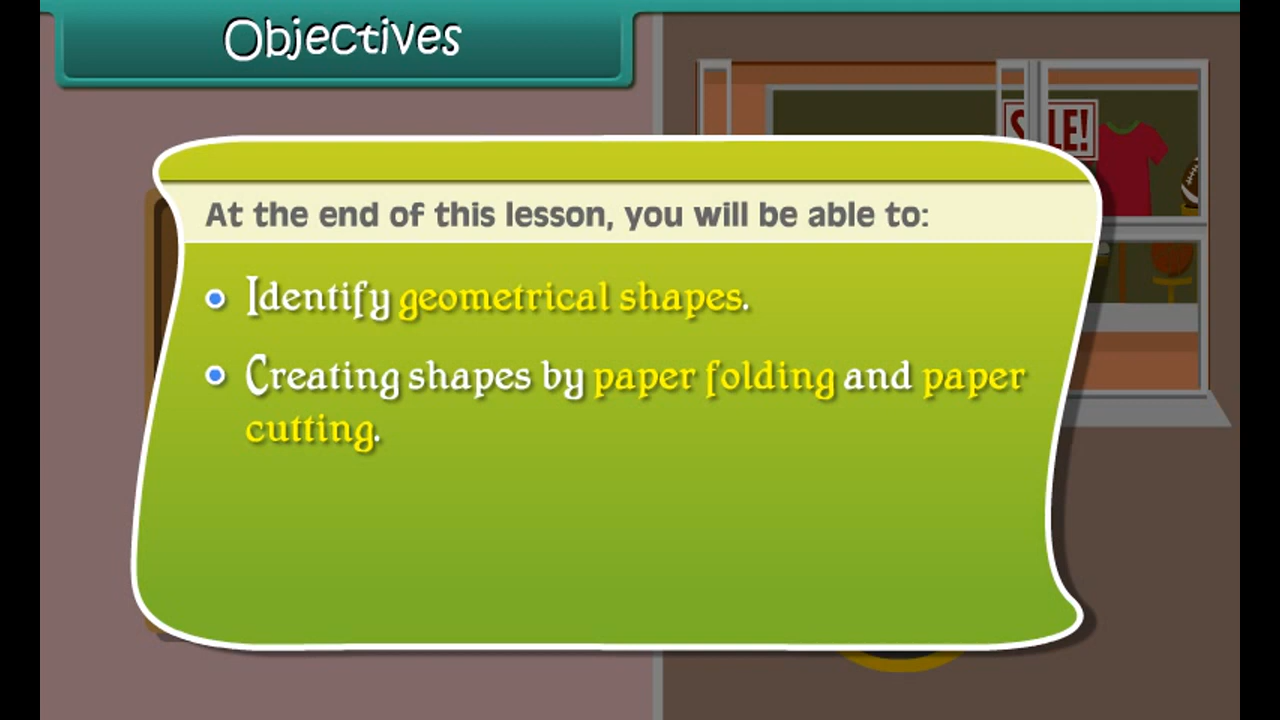 Objectives
SALE!
At the end of this lesson, you will be able to:
Identify geometrical shapes.
Creating shapes by paper folding and paper
cutting.